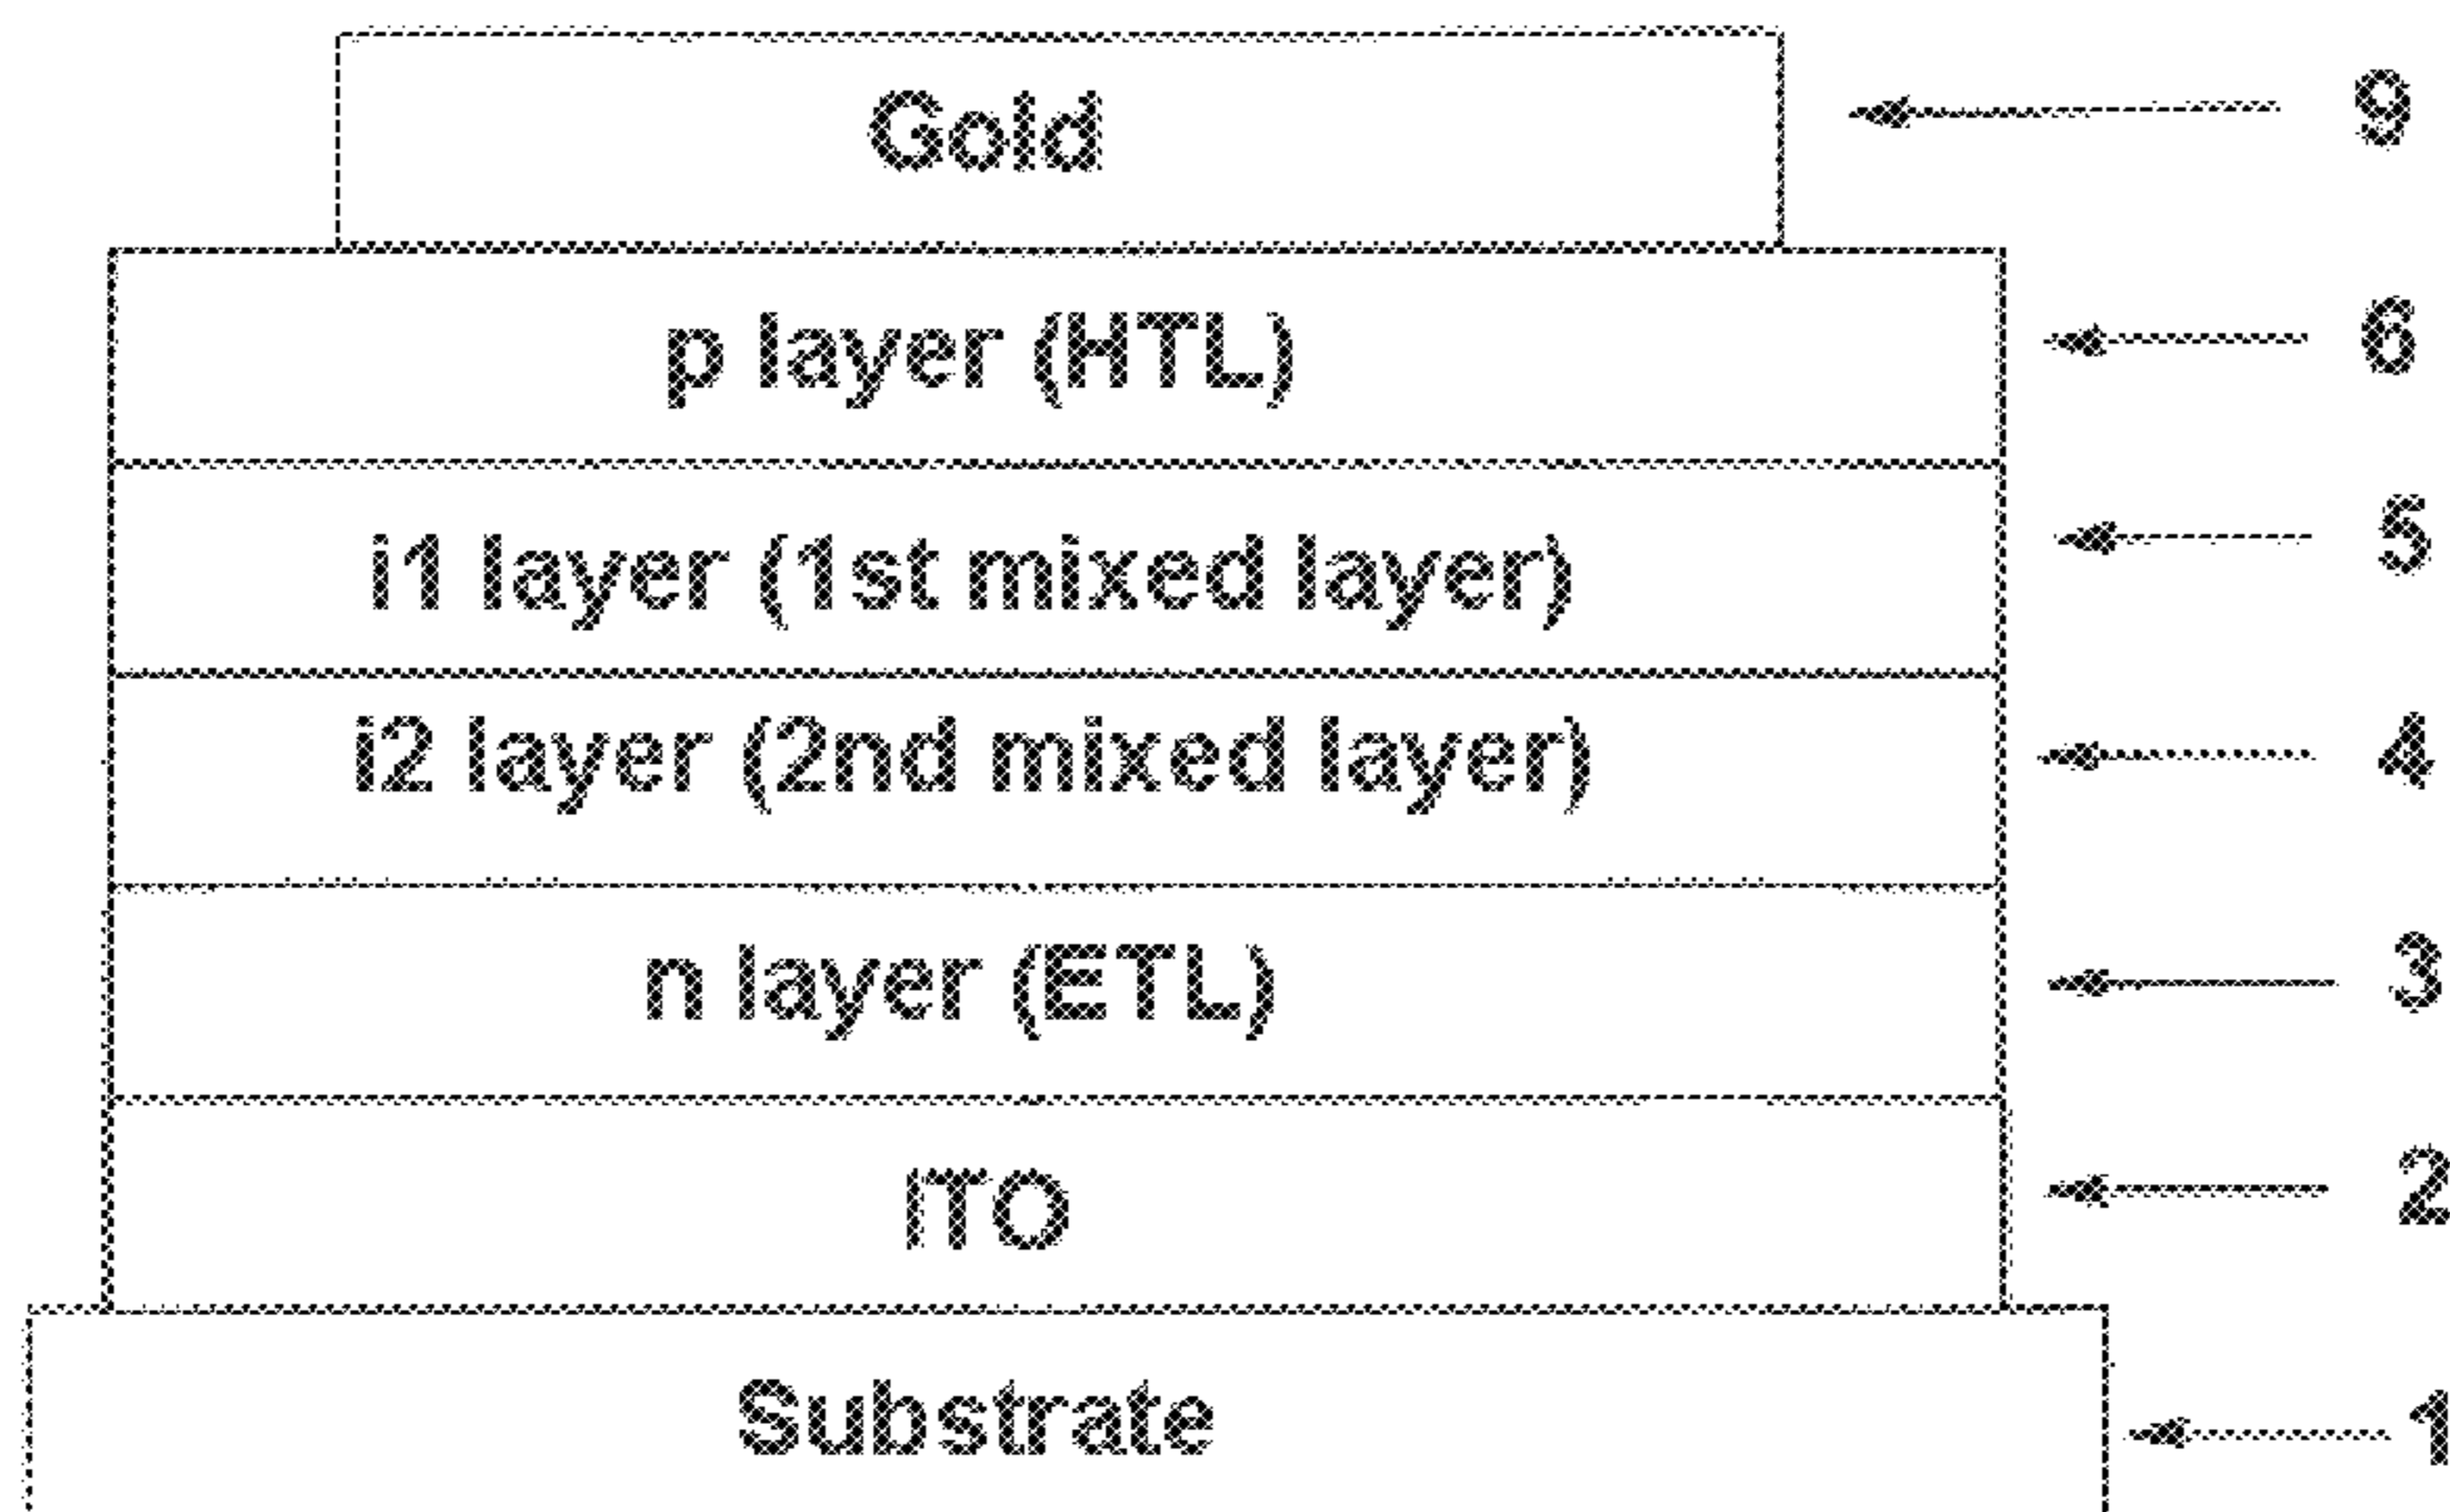 Gold 9
p layer (HTL) 6
i1 layer (1st mixed layer) 5
i2 layer (2nd mixed layer) 4
n layer (ETL) 3
ITO 2
Substrate 1